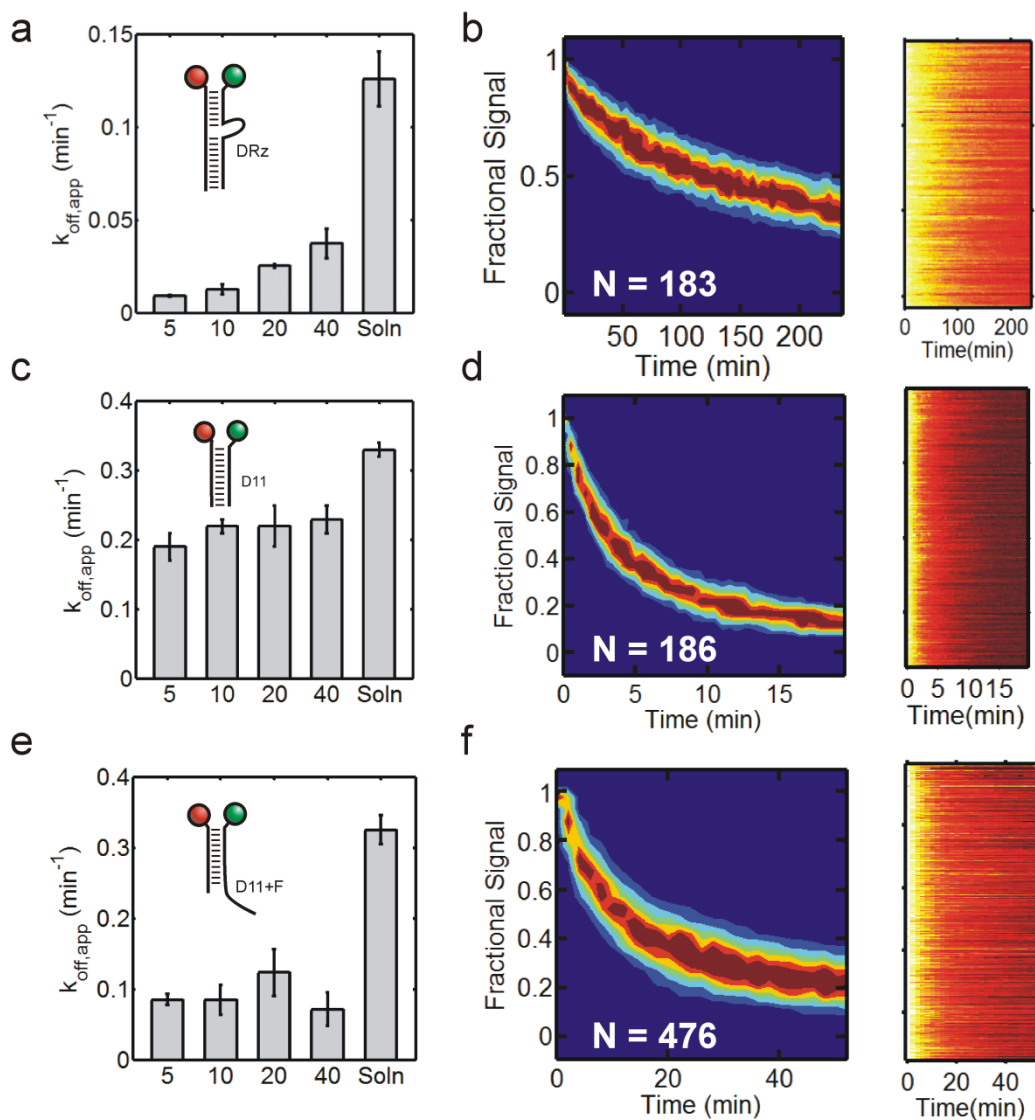 a
k_off,app (min⁻¹)
0.15
0.1
0.05
0
DRz
5 10 20 40 Soln
b
Fractional Signal
1
0.5
0
N = 183
50 100 150 200
Time (min)
0 100 200
Time(min)
c
k_off,app (min⁻¹)
0.4
0.3
0.2
0.1
0
D11
5 10 20 40 Soln
d
Fractional Signal
1
0.8
0.6
0.4
0.2
0
N = 186
0 5 10 15
Time (min)
0 5 10 15
Time(min)
e
k_off,app (min⁻¹)
0.4
0.3
0.2
0.1
0
D11+F
5 10 20 40 Soln
f
Fractional Signal
1
0.8
0.6
0.4
0.2
0
N = 476
0 20 40
Time (min)
0 20 40
Time(min)